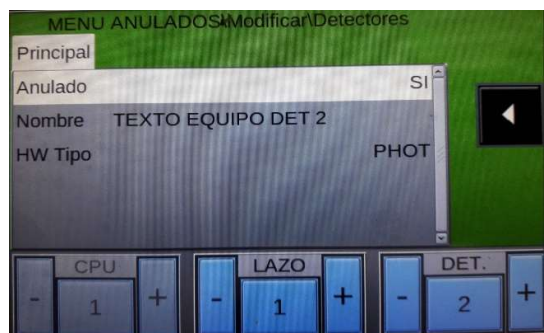 MENU ANULADOS\Modificar\Detectores
Principal
Anulado SI
Nombre TEXTO EQUIPO DET 2
HW Tipo PHOT
CPU LAZO DET.
- 1 + - 1 + - 2 +